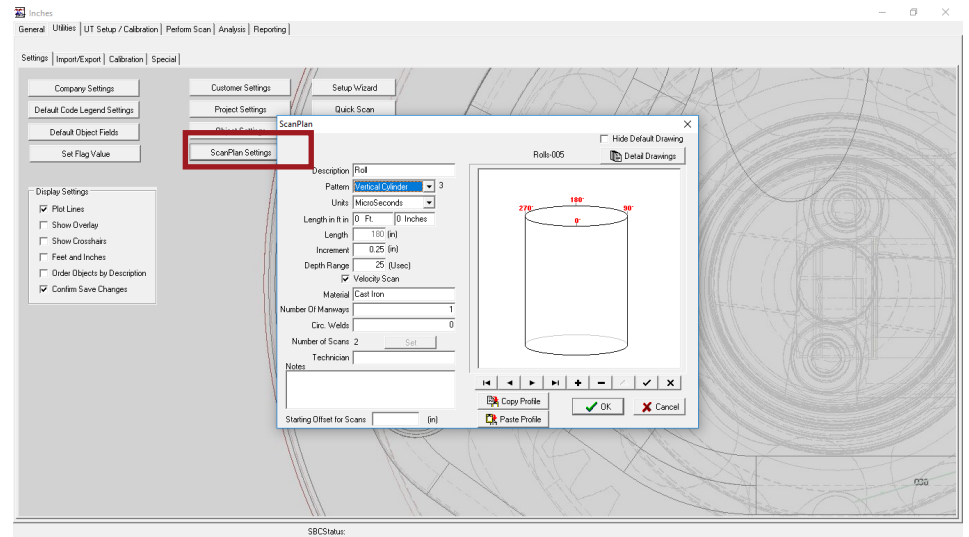 Inches
General Utilities UT Setup / Calibration Perform Scan Analysis Reporting
Settings Import/Export Calibration Special
Company Settings Customer Settings Setup Wizard
Default Code Legend Settings Project Settings Quick Scan
Default Object Fields Object Settings
Set Flag Value ScanPlan Settings
Display Settings
Plot Lines
Show Overlay
Show Crosshairs
Feet and Inches
Order Objects by Description
Confirm Save Changes
ScanPlan
Hide Default Drawing
Rolls-005 Detail Drawings
Description Roll
Pattern Vertical Cylinder 3
Units MicroSeconds
Length in ft in 0 Ft. 0 Inches
Length 180 (in)
Increment 0.25 (in)
Depth Range 25 (Usec)
Velocity Scan
Material Cast Iron
Number Of Manways 1
Circ. Welds 0
Number of Scans 2 Set
Technician
Notes
Starting Offset for Scans (in)
180°
270° 90°
0°
Copy Profile
Paste Profile
OK Cancel
SBCStatus: